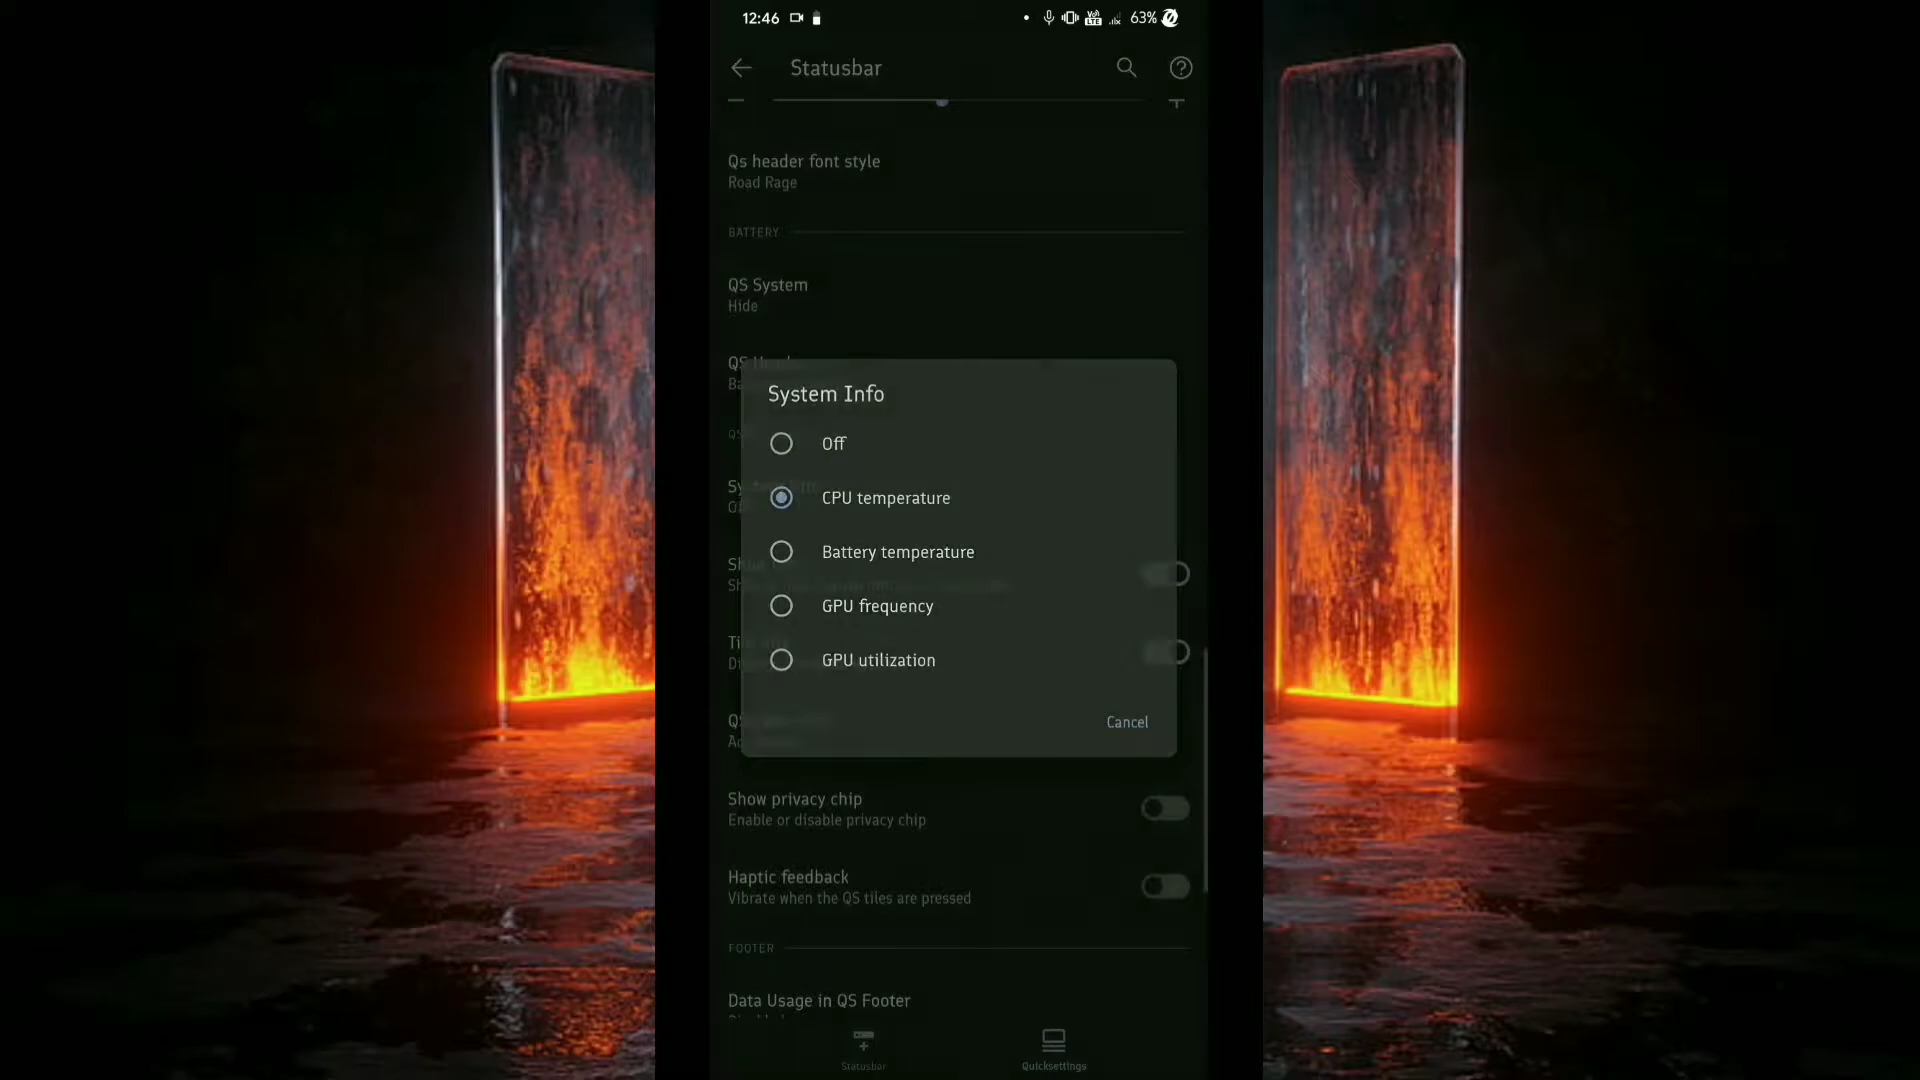 12:46
63%
Statusbar
Qs header font style
Road Rage
BATTERY
QS System
Hide
System Info
Off
CPU temperature
Battery temperature
GPU frequency
GPU utilization
Cancel
Show privacy chip
Enable or disable privacy chip
Haptic feedback
Vibrate when the QS tiles are pressed
FOOTER
Data Usage in QS Footer
Statusbar
Quicksettings